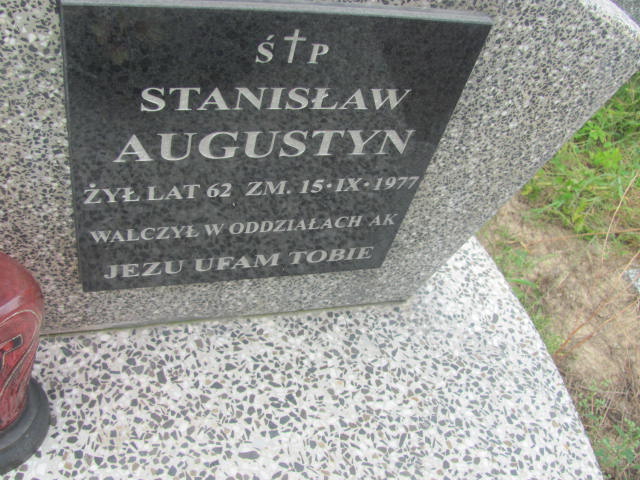 Ś†P
STANISŁAW
AUGUSTYN
ŻYŁ LAT 62 ZM. 15·IX·1977
WALCZYŁ W ODDZIAŁACH AK
JEZU UFAM TOBIE